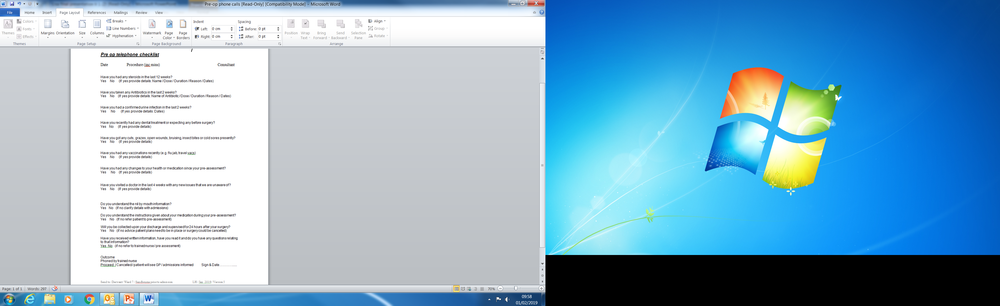 Pre-op phone calls [Read-Only] [Compatibility Mode] - Microsoft Word
File Home Insert Page Layout References Mailings Review View
Themes
Colors
Fonts
Effects
Themes
Margins Orientation Size Columns
Breaks
Line Numbers
Hyphenation
Page Setup
Watermark Page Color Page Borders
Page Background
Indent
Left: 0 cm
Right: 0 cm
Spacing
Before: 0 pt
After: 0 pt
Paragraph
Position Wrap Text Bring Forward Send Backward Selection Pane
Align
Group
Rotate
Arrange
Pre op telephone checklist
Date Procedure (inc mins) Consultant
Have you had any steroids in the last 12 weeks?
Yes No (If yes provide details: Name / Dose / Duration / Reason / Dates)
Have you taken any Antibiotics in the last 2 weeks?
Yes No (If yes provide details: Name of Antibiotic / Dose / Duration / Reason / Dates)
Have you had a confirmed urine infection in the last 2 weeks?
Yes No (If yes provide details: Dates)
Have you recently had any dental treatment or expecting any before surgery?
Yes No (If yes provide details)
Have you got any cuts, grazes, open wounds, bruising, insect bites or cold sores presently?
Yes No (If yes provide details)
Have you had any vaccinations recently (e.g. flu jab, travel vacs)
Yes No (If yes provide details)
Have you had any changes to your health or medication since your pre-assessment?
Yes No (If yes provide details)
Have you visited a doctor in the last 4 weeks with any new issues that we are unaware of?
Yes No (If yes provide details)
Do you understand the nil by mouth information?
Yes No (If no clarify details with admissions)
Do you understand the instructions given about your medication during your pre-assessment?
Yes No (If no refer patient to pre-assessment)
Will you be collected upon your discharge and supervised for 24 hours after your surgery?
Yes No (if no advice patient plans need to be in place or surgery could be cancelled)
Have you received written information, have you read it and do you have any questions relating
to that information?
Yes No (if no refer to trained nurse / pre assessment)
Outcome
Phoned by trained nurse
Proceed / Cancelled / patient will see GP / admissions informed Sign & Date.................
Send to: Derwent / Ward 7 / Sandbourne prior to admission LH / Jan 2019 / Version 5
Page: 1 of 1 Words: 297 70%
09:58
01/02/2019